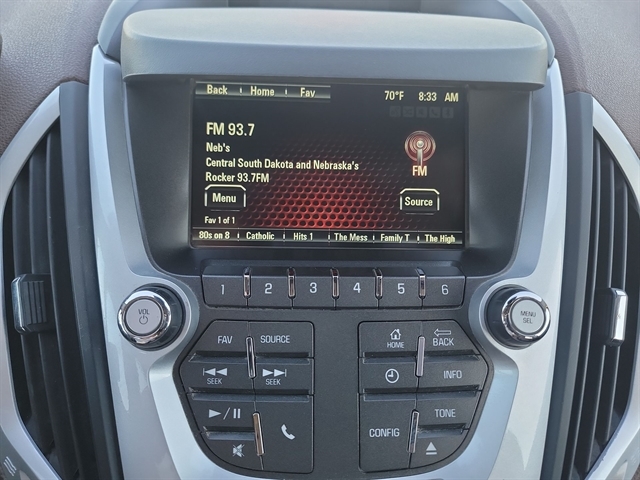 Back Home Fav 70°F 8:33 AM
FM 93.7
Neb's
Central South Dakota and Nebraska's
Rocker 93.7FM
FM
Menu
Source
Fav 1 of 1
80s on 8 Catholic Hits 1 The Mess Family T The High
1 2 3 4 5 6
VOL
MENU
SEL
FAV SOURCE
HOME BACK
SEEK SEEK
INFO
TONE
CONFIG